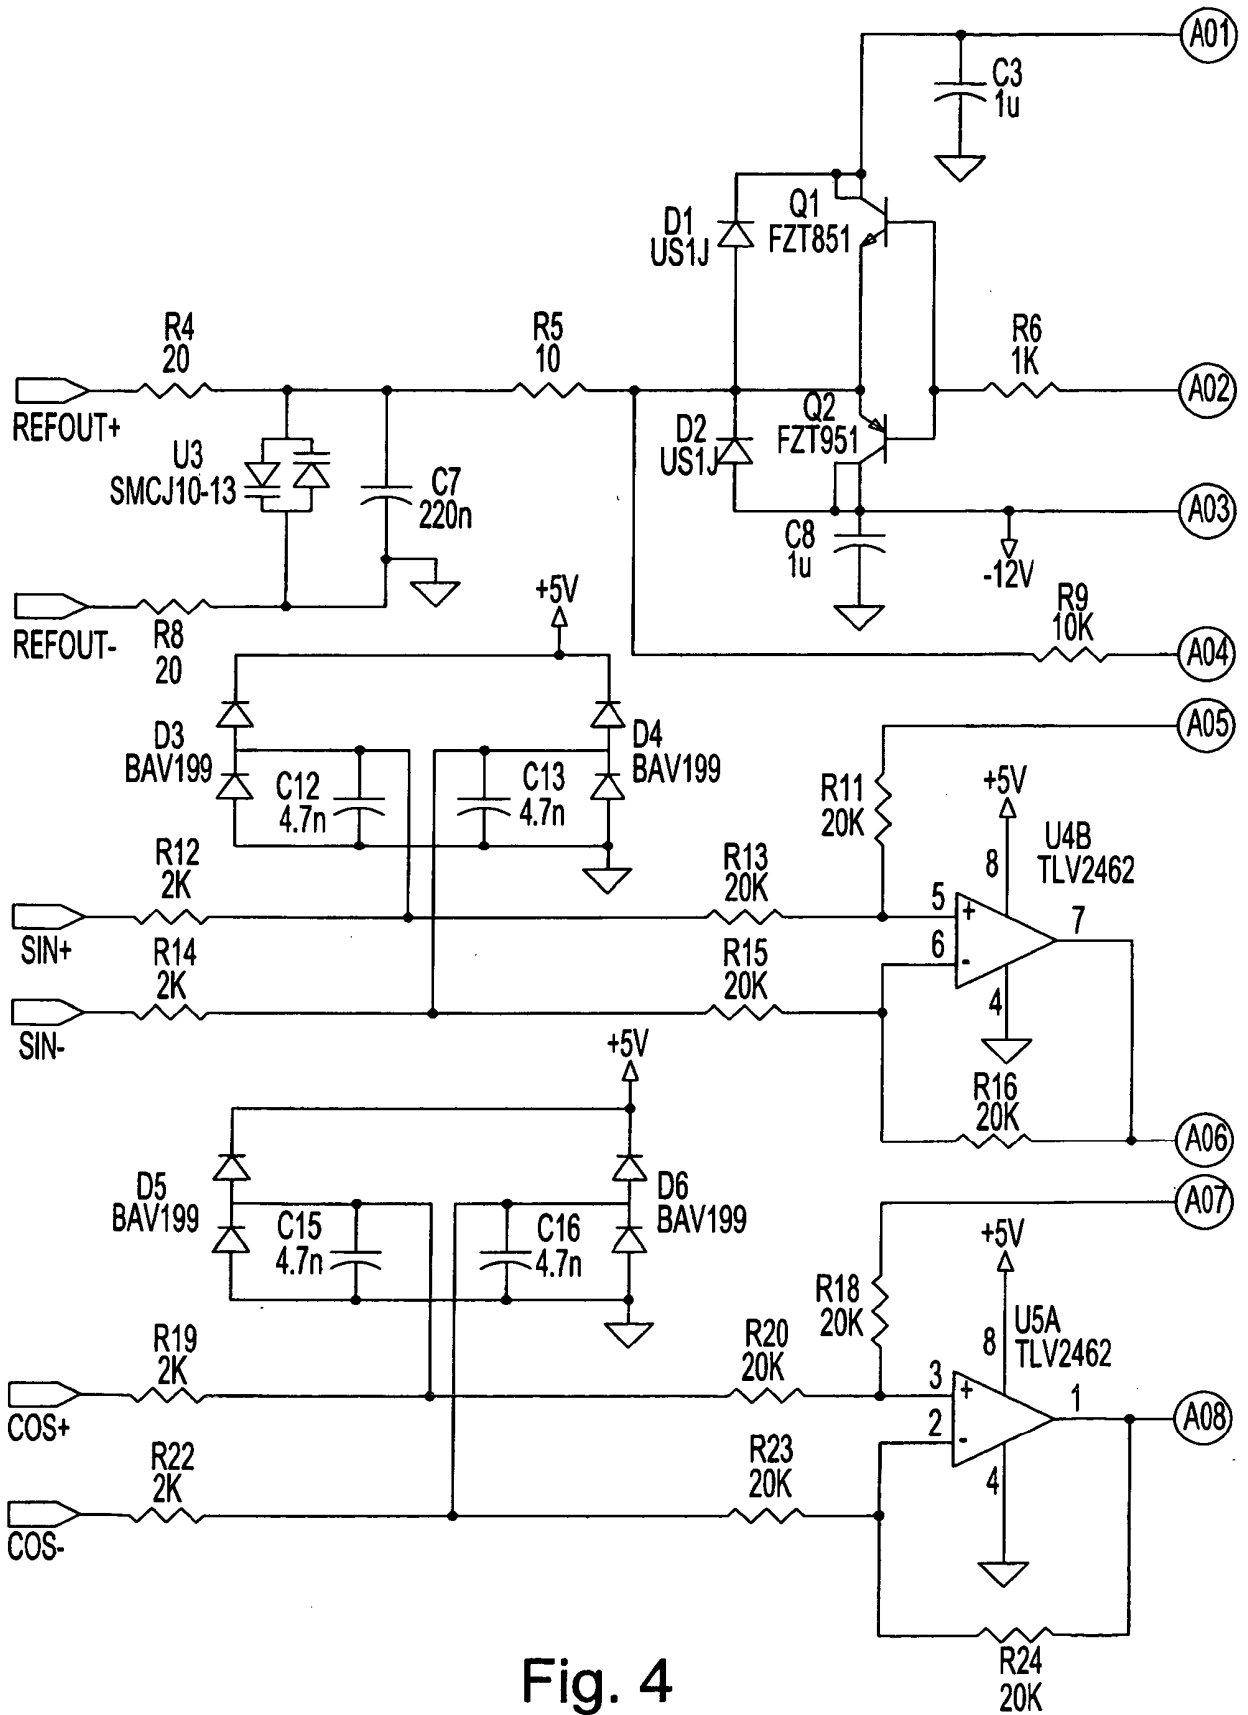 A01
C3
1u
D1
US1J
Q1
FZT851
R4
20
R5
10
R6
1K
A02
REFOUT+
Q2
FZT951
D2
US1J
U3
SMCJ10-13
C7
220n
A03
C8
1u
-12V
+5V
R9
10K
REFOUT-
R8
20
A04
A05
D3
BAV199
C12
4.7n
C13
4.7n
D4
BAV199
R11
20K
+5V
U4B
TLV2462
8
R12
2K
R13
20K
5
+
7
SIN+
R14
2K
R15
20K
6
-
4
SIN-
+5V
R16
20K
A06
D5
BAV199
C15
4.7n
C16
4.7n
D6
BAV199
A07
+5V
R18
20K
8
U5A
TLV2462
R19
2K
R20
20K
3
+
1
A08
COS+
R22
2K
R23
20K
2
-
4
COS-
R24
20K
Fig. 4